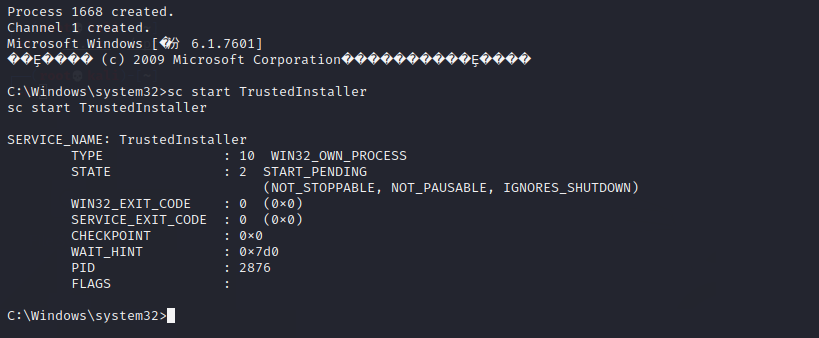 Process 1668 created.
Channel 1 created.
Microsoft Windows [�汾 6.1.7601]
��Ȩ���� (c) 2009 Microsoft Corporation����������Ȩ����
C:\Windows\system32>sc start TrustedInstaller
sc start TrustedInstaller
SERVICE_NAME: TrustedInstaller
TYPE : 10 WIN32_OWN_PROCESS
STATE : 2 START_PENDING
(NOT_STOPPABLE, NOT_PAUSABLE, IGNORES_SHUTDOWN)
WIN32_EXIT_CODE : 0 (0×0)
SERVICE_EXIT_CODE : 0 (0×0)
CHECKPOINT : 0×0
WAIT_HINT : 0×7d0
PID : 2876
FLAGS :
C:\Windows\system32>